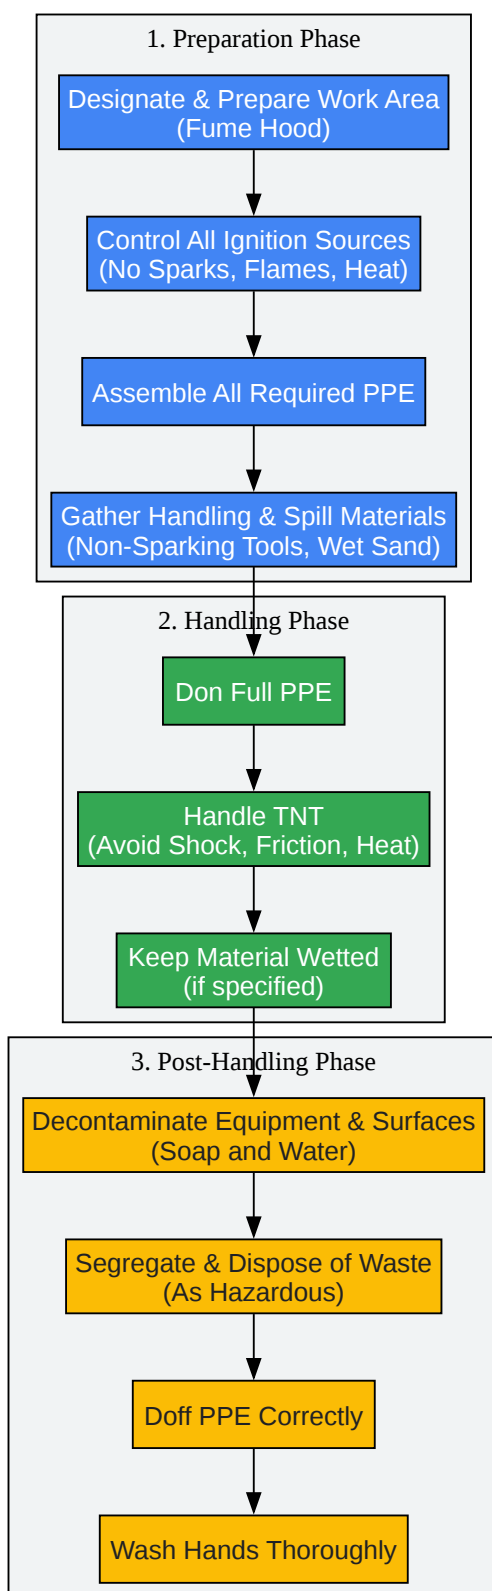 1. Preparation Phase
Designate & Prepare Work Area
(Fume Hood)
Control All Ignition Sources
(No Sparks, Flames, Heat)
Assemble All Required PPE
Gather Handling & Spill Materials
(Non-Sparking Tools, Wet Sand)
2. Handling Phase
Don Full PPE
Handle TNT
(Avoid Shock, Friction, Heat)
Keep Material Wetted
(if specified)
3. Post-Handling Phase
Decontaminate Equipment & Surfaces
(Soap and Water)
Segregate & Dispose of Waste
(As Hazardous)
Doff PPE Correctly
Wash Hands Thoroughly